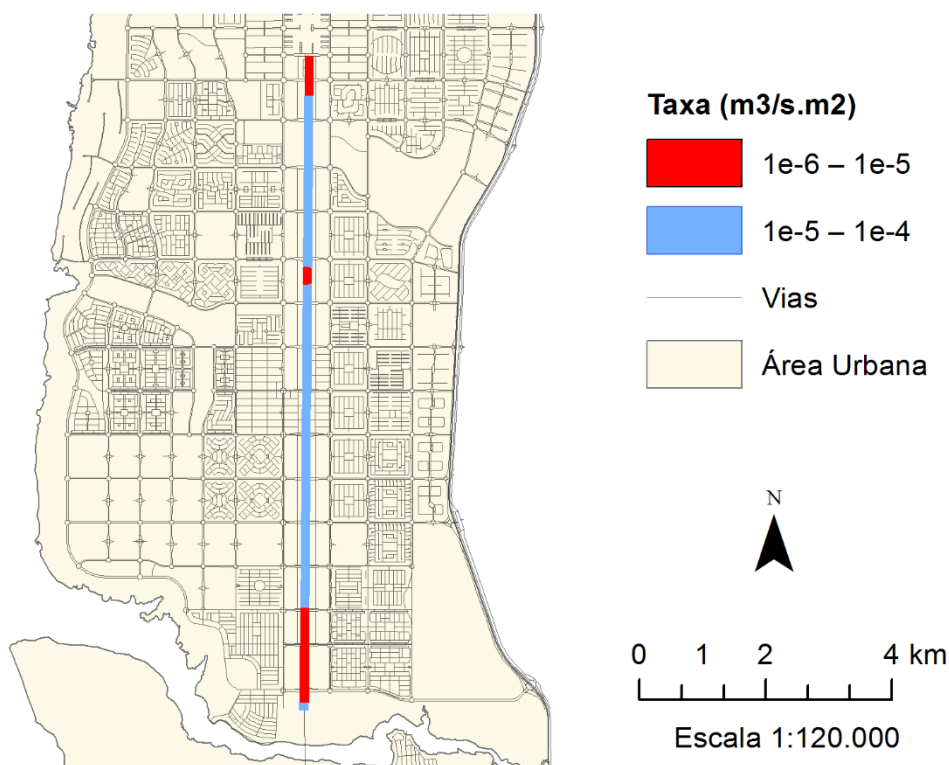 Taxa (m3/s.m2)
1e-6 – 1e-5
1e-5 – 1e-4
Vias
Área Urbana
N
0 1 2 4 km
Escala 1:120.000